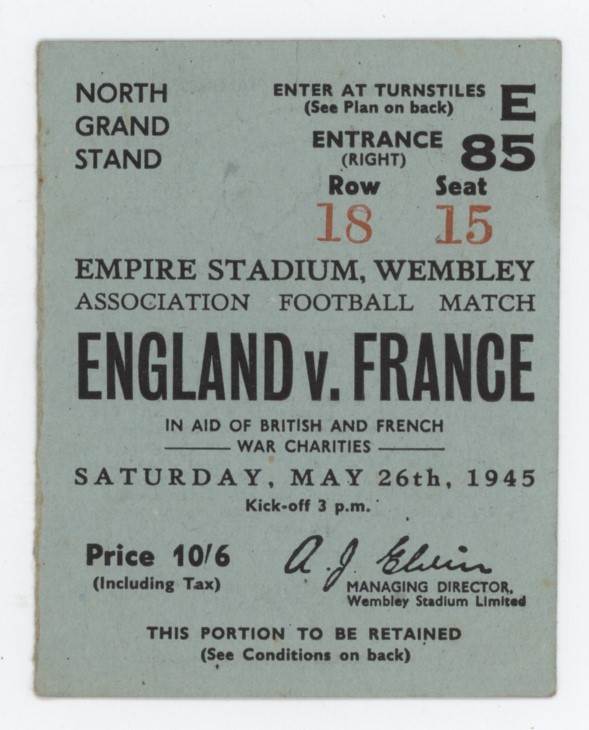 NORTH
GRAND
STAND
ENTER AT TURNSTILES E
(See Plan on back)
ENTRANCE 85
(RIGHT)
Row Seat
18 15
EMPIRE STADIUM, WEMBLEY
ASSOCIATION FOOTBALL MATCH
ENGLAND v. FRANCE
IN AID OF BRITISH AND FRENCH
WAR CHARITIES
SATURDAY, MAY 26th, 1945
Kick-off 3 p.m.
Price 10/6
(Including Tax)
A. J. Elvin
MANAGING DIRECTOR,
Wembley Stadium Limited
THIS PORTION TO BE RETAINED
(See Conditions on back)